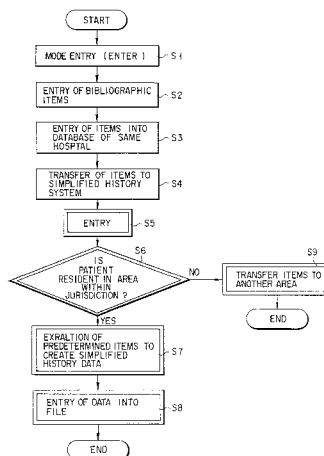 START
MODE ENTRY (ENTER)
S1
ENTRY OF BIBLIOGRAPHIC
ITEMS
S2
ENTRY OF ITEMS INTO
DATABASE OF SAME
HOSPTAL
S3
TRANSFER OF ITEMS TO
SIMPLIFIED HISTORY
SYSTEM
S4
ENTRY
S5
S6
IS
PATIENT
RESIDENT IN AREA
WITHIN
JURISDICTION ?
NO
S9
TRANSFER ITEMS TO
ANOTHER AREA
END
YES
EXRALTION OF
PREDETERMINED ITEMS TO
CREATE SIMPLIFIED
HISTORY DATA
S7
ENTRY OF DATA INTO
FILE
S8
END